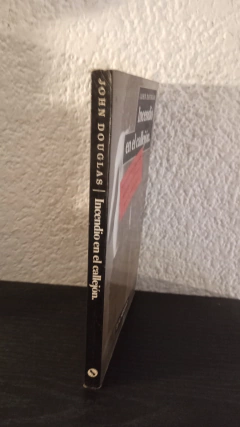 JOHN DOUGLAS | Incendio en el callejón.
Incendio
en el callejón.